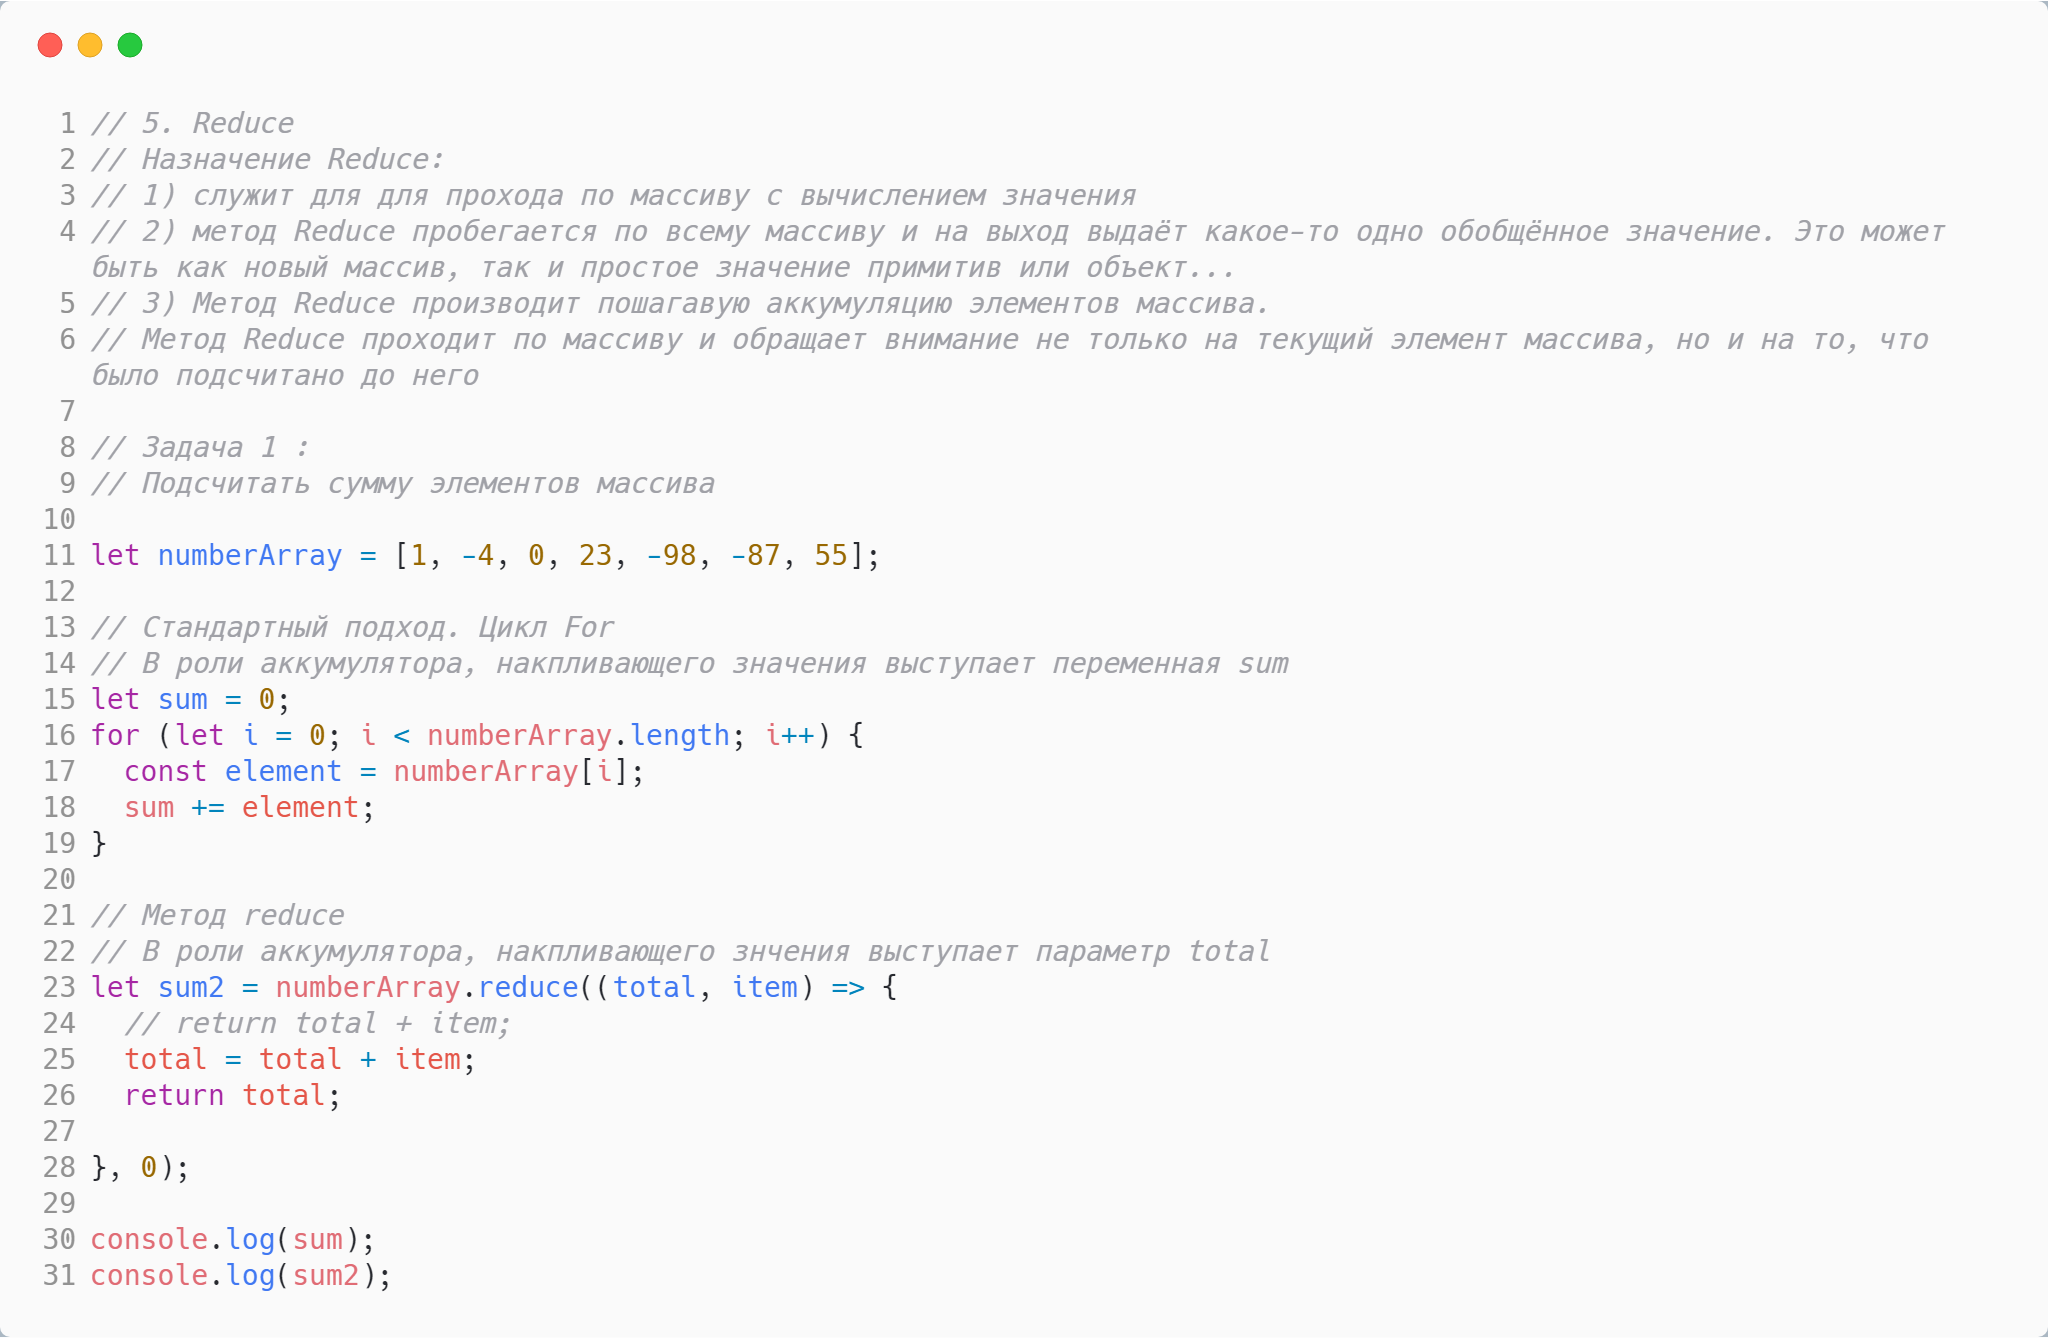 1 // 5. Reduce
2 // Назначение Reduce:
3 // 1) служит для для прохода по массиву с вычислением значения
4 // 2) метод Reduce пробегается по всему массиву и на выход выдаёт какое-то одно обобщённое значение. Это может
быть как новый массив, так и простое значение примитив или объект...
5 // 3) Метод Reduce производит пошагавую аккумуляцию элементов массива.
6 // Метод Reduce проходит по массиву и обращает внимание не только на текущий элемент массива, но и на то, что
было подсчитано до него
7
8 // Задача 1 :
9 // Подсчитать сумму элементов массива
10
11 let numberArray = [1, -4, 0, 23, -98, -87, 55];
12
13 // Стандартный подход. Цикл For
14 // В роли аккумулятора, накпливающего значения выступает переменная sum
15 let sum = 0;
16 for (let i = 0; i < numberArray.length; i++) {
17   const element = numberArray[i];
18   sum += element;
19 }
20
21 // Метод reduce
22 // В роли аккумулятора, накпливающего знчения выступает параметр total
23 let sum2 = numberArray.reduce((total, item) => {
24   // return total + item;
25   total = total + item;
26   return total;
27
28 }, 0);
29
30 console.log(sum);
31 console.log(sum2);